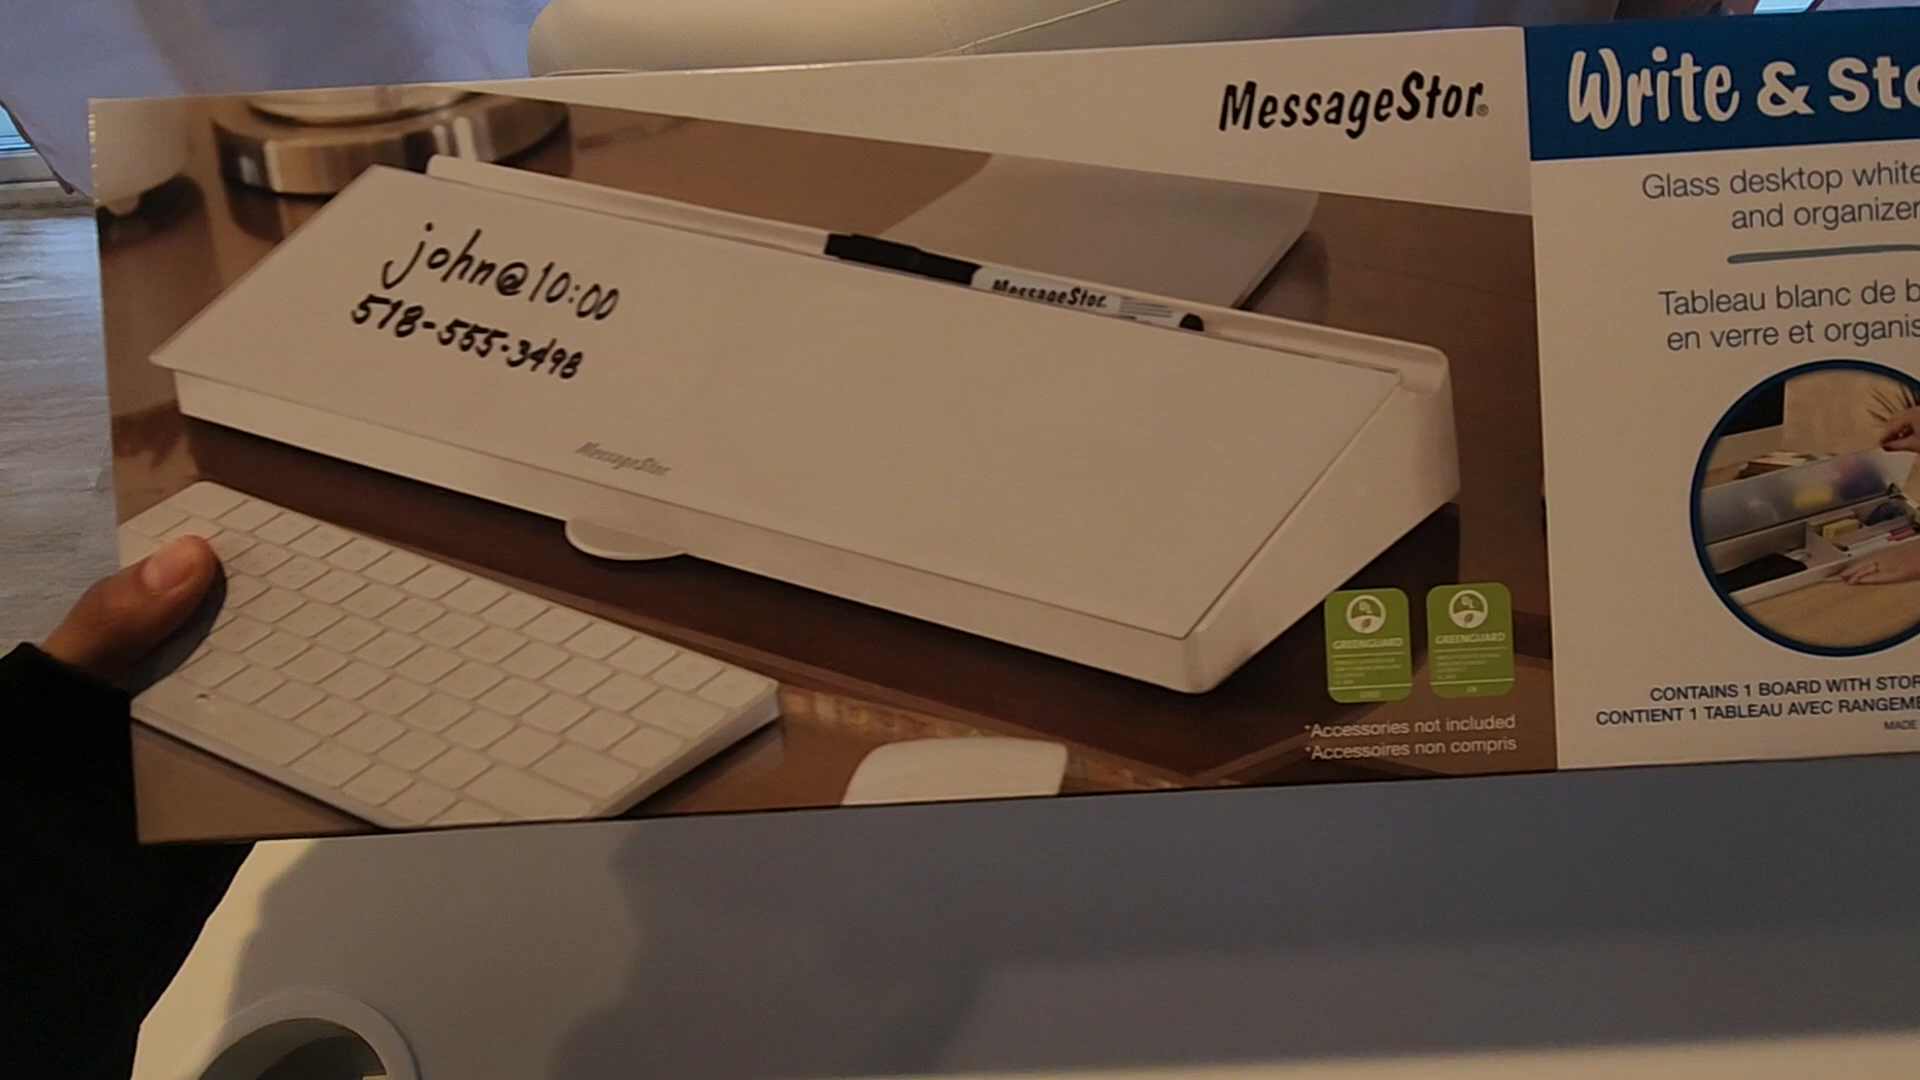 MessageStor®
john@10:00
518-555-3498
MessageStor
MessageStor
GREENGUARD
GREENGUARD
*Accessories not included
*Accessoires non compris
Write & Sto
Glass desktop white
and organizer
Tableau blanc de b
en verre et organis
CONTAINS 1 BOARD WITH STOR
CONTIENT 1 TABLEAU AVEC RANGEME
MADE